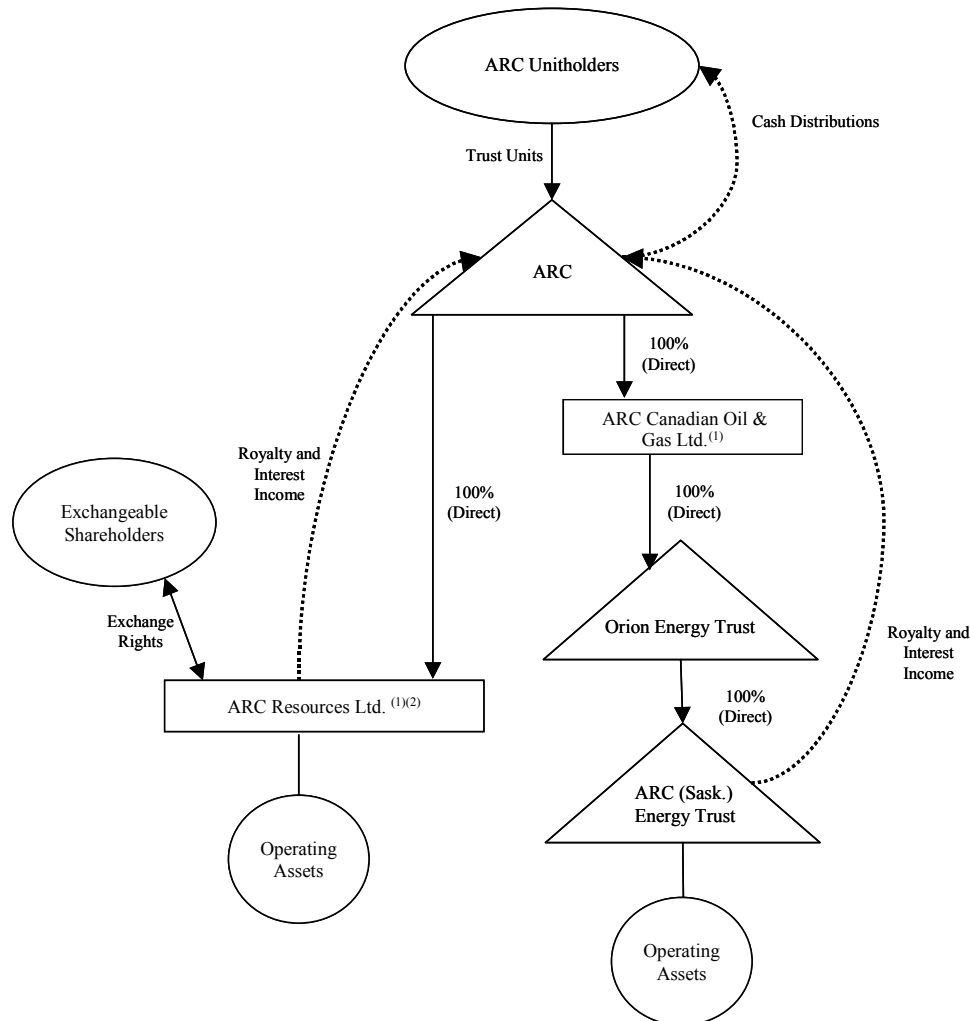 ARC Unitholders
Cash Distributions
Trust Units
ARC
100%
(Direct)
ARC Canadian Oil &
Gas Ltd.(1)
Royalty and
Interest
Income
100%
(Direct)
100%
(Direct)
Exchangeable
Shareholders
Exchange
Rights
Orion Energy Trust
Royalty and
Interest
Income
ARC Resources Ltd. (1)(2)
100%
(Direct)
ARC (Sask.)
Energy Trust
Operating
Assets
Operating
Assets